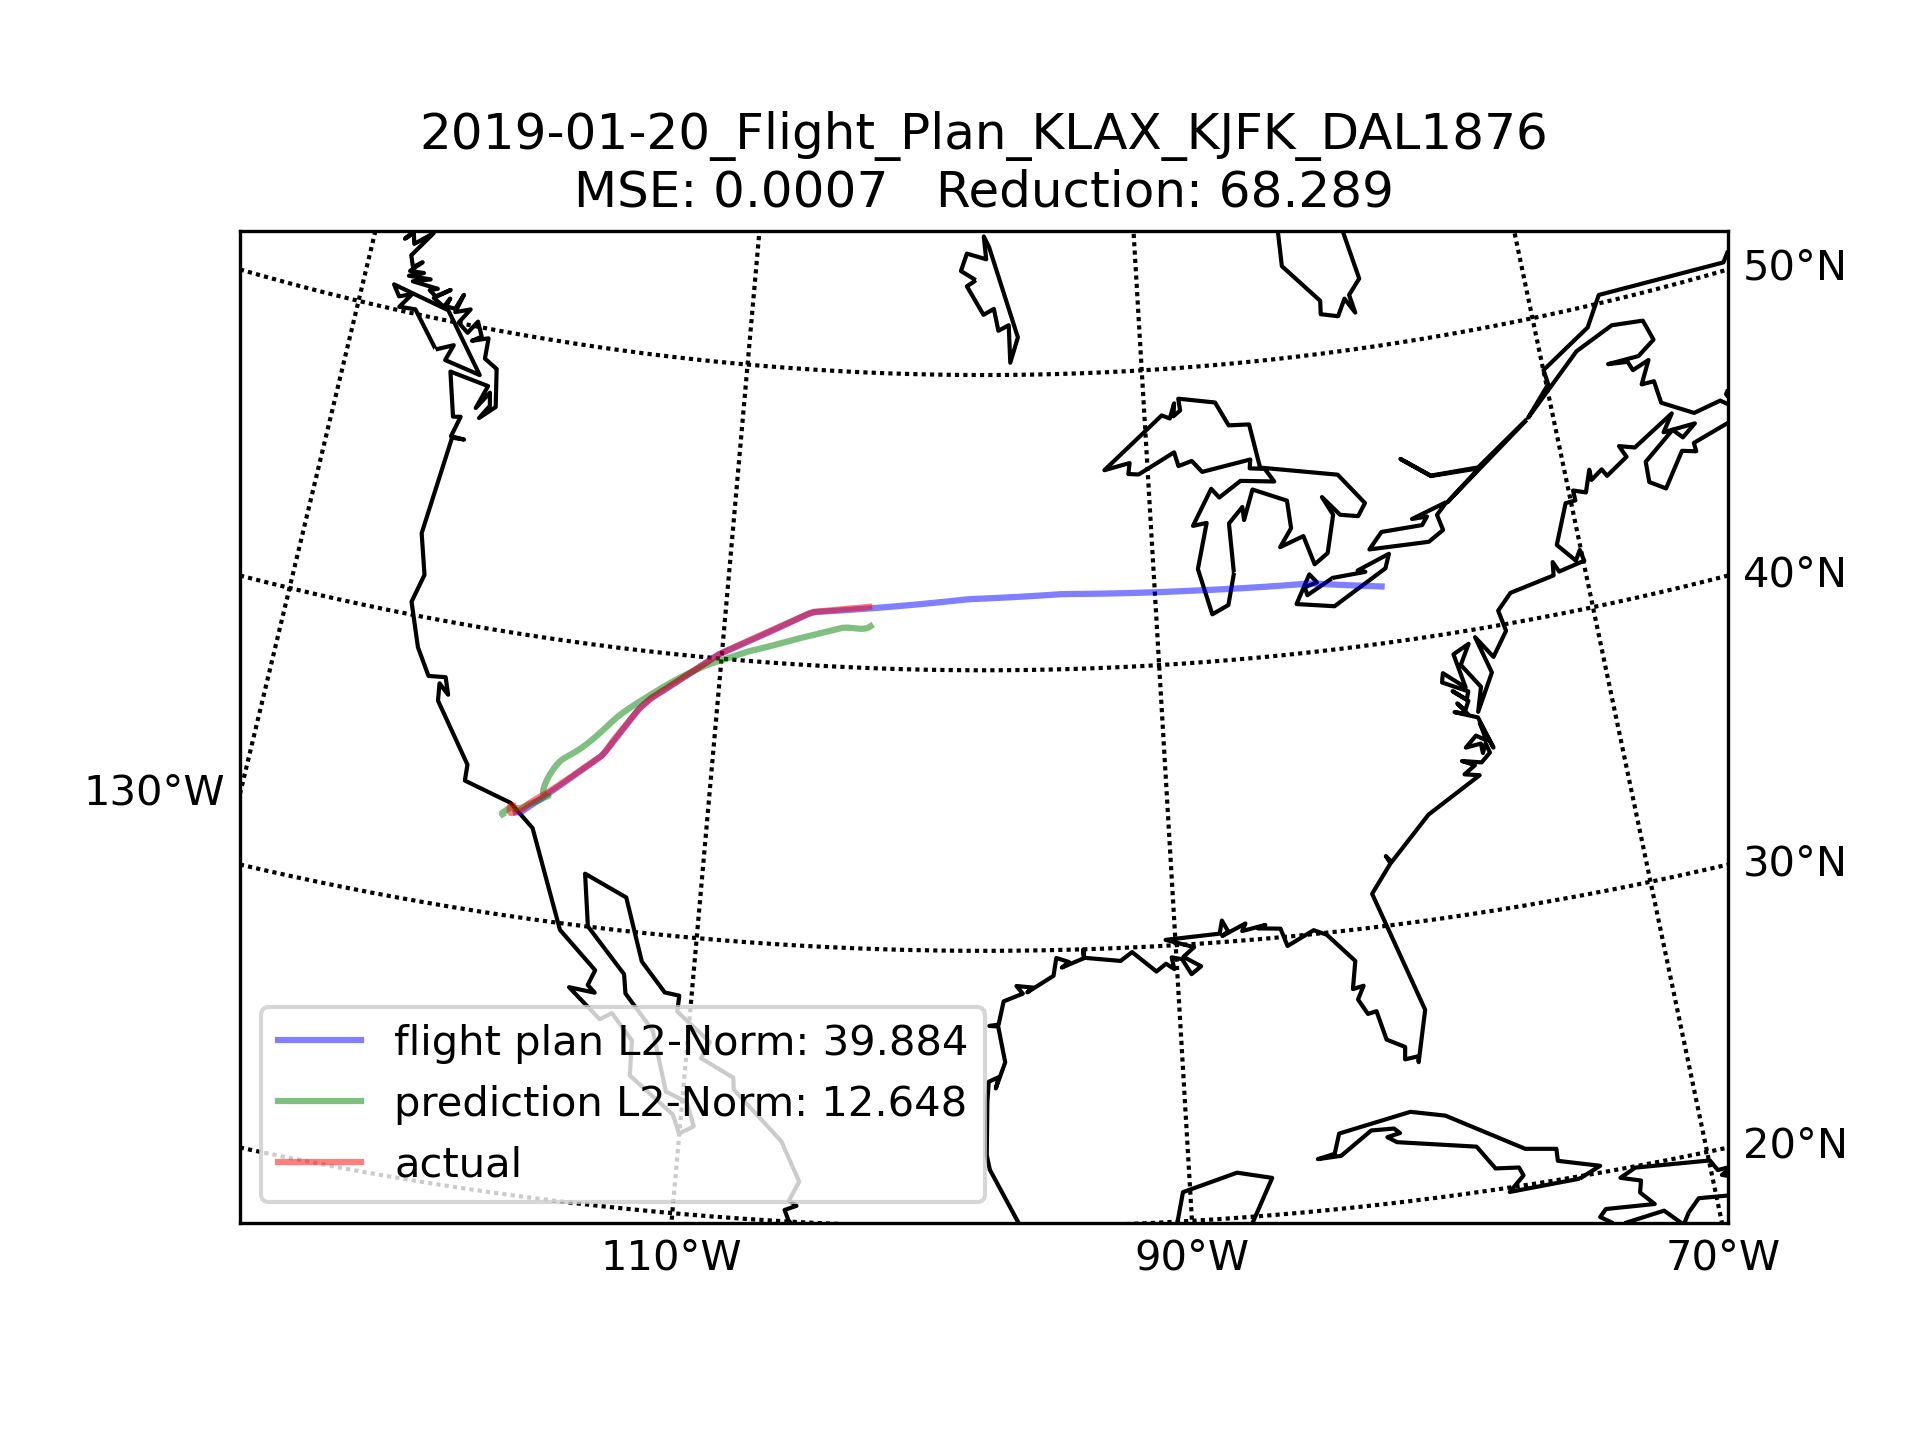 2019-01-20_Flight_Plan_KLAX_KJFK_DAL1876
MSE: 0.0007 Reduction: 68.289
50°N
40°N
130°W
30°N
flight plan L2-Norm: 39.884
prediction L2-Norm: 12.648
actual
20°N
110°W
90°W
70°W